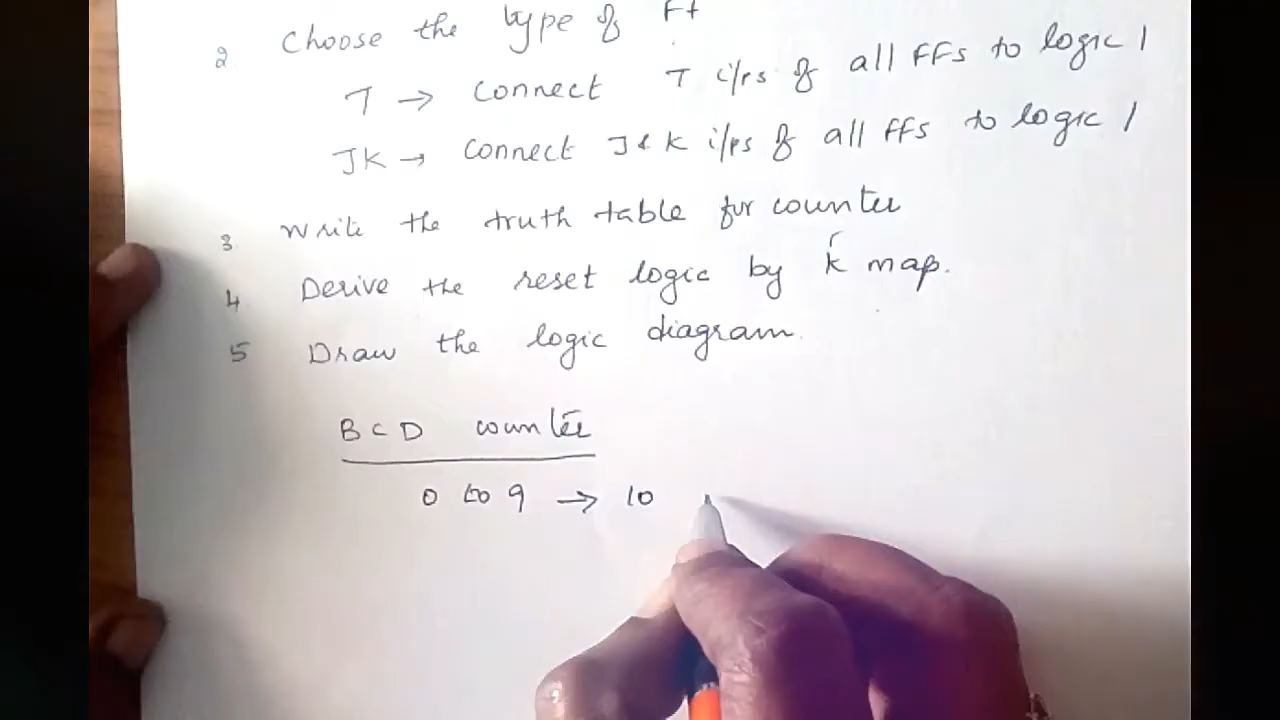 2 Choose the type of FF
T → connect T i/ps of all FFs to logic 1
JK → connect J & K i/ps of all FFs to logic 1
3 Write the truth table for counter
4 Derive the reset logic by K map.
5 Draw the logic diagram.
BCD counter
0 to 9 → 10